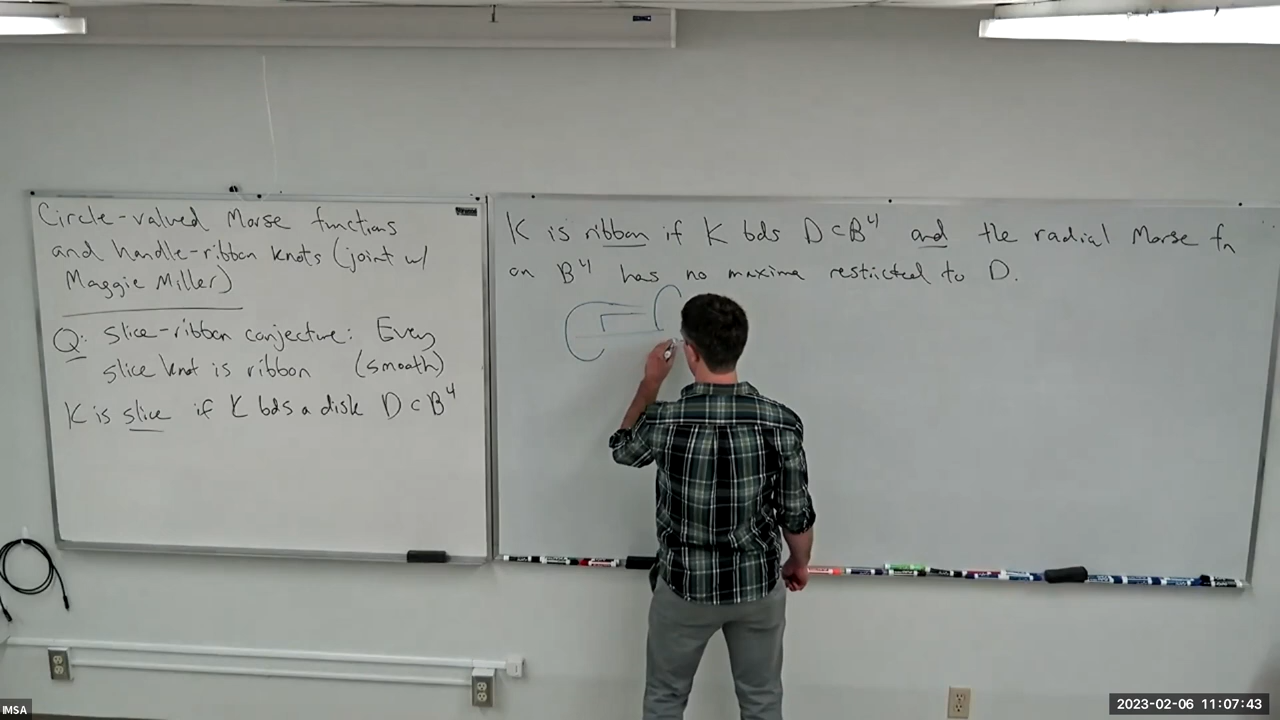 Circle-valued Morse functions
and handle-ribbon knots (joint w/
Maggie Miller)
Q: Slice-ribbon conjecture: Every
slice knot is ribbon (smooth)
K is slice if K bds a disk D ⊂ B⁴
K is ribbon if K bds D ⊂ B⁴ and the radial Morse fn
on B⁴ has no maxima restricted to D.
IMSA
2023-02-06 11:07:43